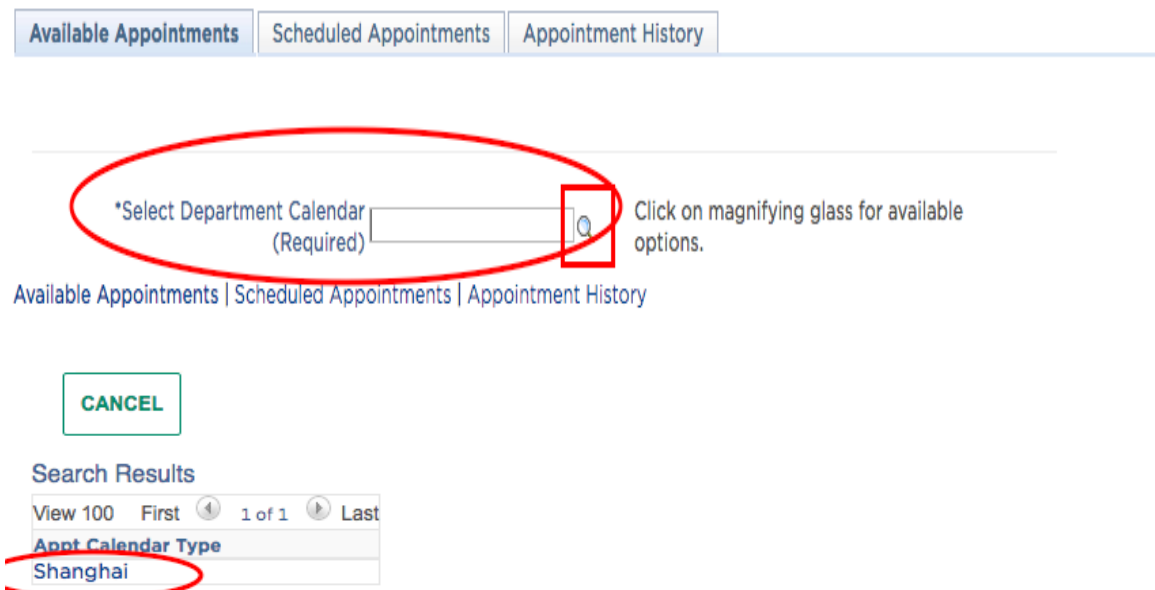 Available Appointments Scheduled Appointments Appointment History
*Select Department Calendar
(Required)
Click on magnifying glass for available
options.
Available Appointments | Scheduled Appointments | Appointment History
CANCEL
Search Results
View 100 First 1 of 1 Last
Appt Calendar Type
Shanghai